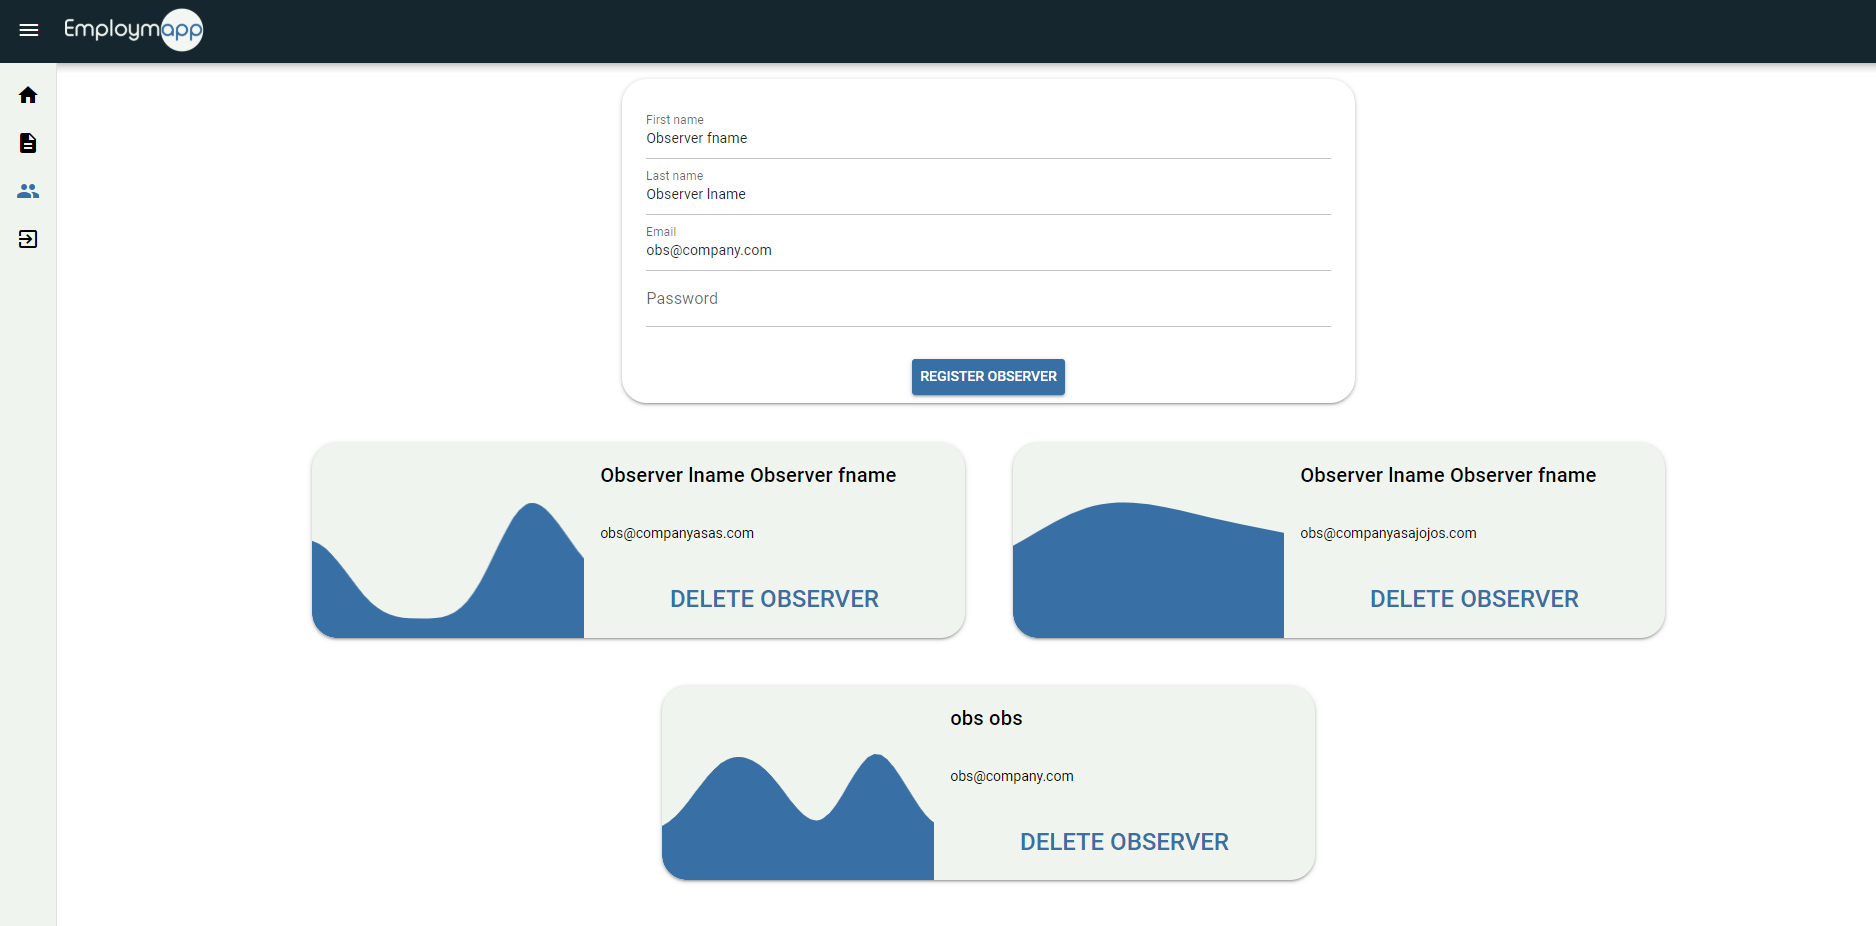 Employmapp
First name
Observer fname
Last name
Observer lname
Email
obs@company.com
Password
REGISTER OBSERVER
Observer lname Observer fname
obs@companyasas.com
DELETE OBSERVER
Observer lname Observer fname
obs@companyasajojos.com
DELETE OBSERVER
obs obs
obs@company.com
DELETE OBSERVER